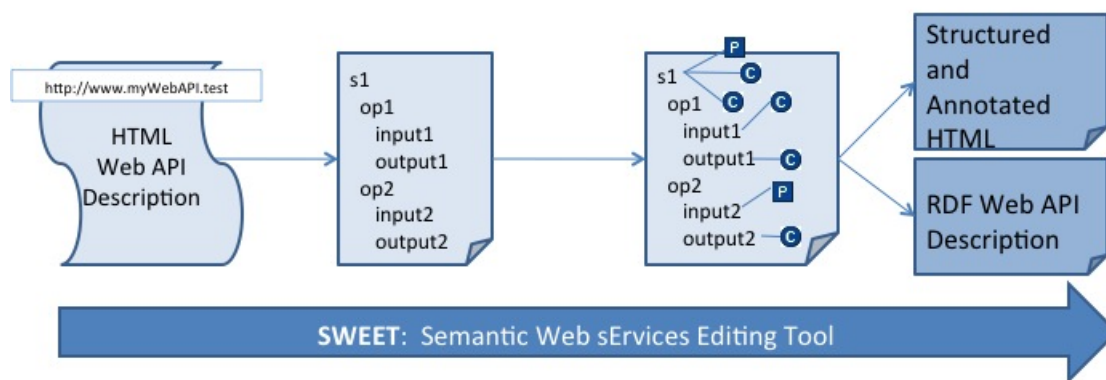 http://www.myWebAPI.test
HTML
Web API
Description
s1
op1
input1
output1
op2
input2
output2
P
s1
C
op1
C
C
input1
output1
C
op2
P
input2
output2
C
Structured
and
Annotated
HTML
RDF Web API
Description
SWEET: Semantic Web sErvices Editing Tool